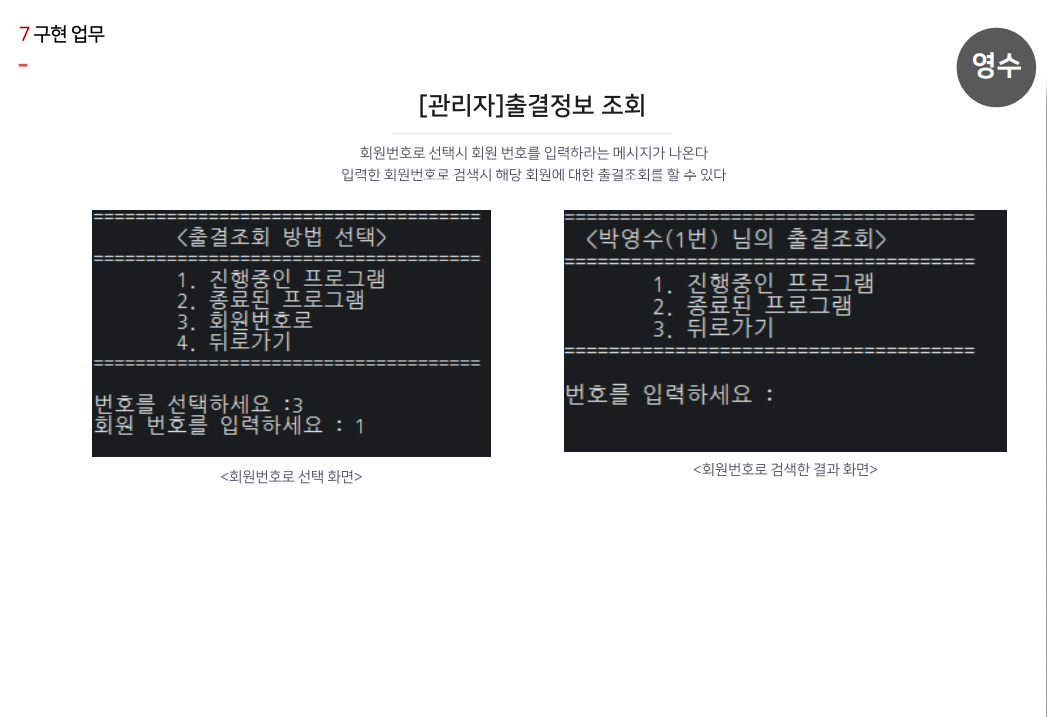 7 구현 업무
영수
[관리자]출결정보 조회
회원번호로 선택시 회원 번호를 입력하라는 메시지가 나온다
입력한 회원번호로 검색시 해당 회원에 대한 출결조회를 할 수 있다
=====================================
<출결조회 방법 선택>
=====================================
1. 진행중인 프로그램
2. 종료된 프로그램
3. 회원번호로
4. 뒤로가기
=====================================
번호를 선택하세요 :3
회원 번호를 입력하세요 : 1
<회원번호로 선택 화면>
=====================================
<박영수(1번) 님의 출결조회>
=====================================
1. 진행중인 프로그램
2. 종료된 프로그램
3. 뒤로가기
=====================================
번호를 입력하세요 :
<회원번호로 검색한 결과 화면>